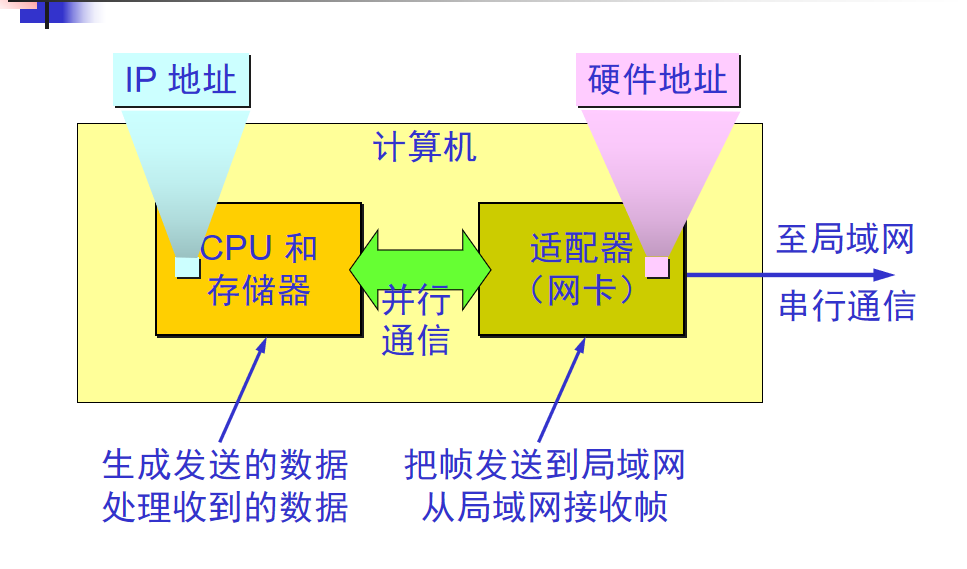 IP 地址
硬件地址
计算机
CPU 和
存储器
适配器
（网卡）
并行
通信
至局域网
串行通信
生成发送的数据
处理收到的数据
把帧发送到局域网
从局域网接收帧